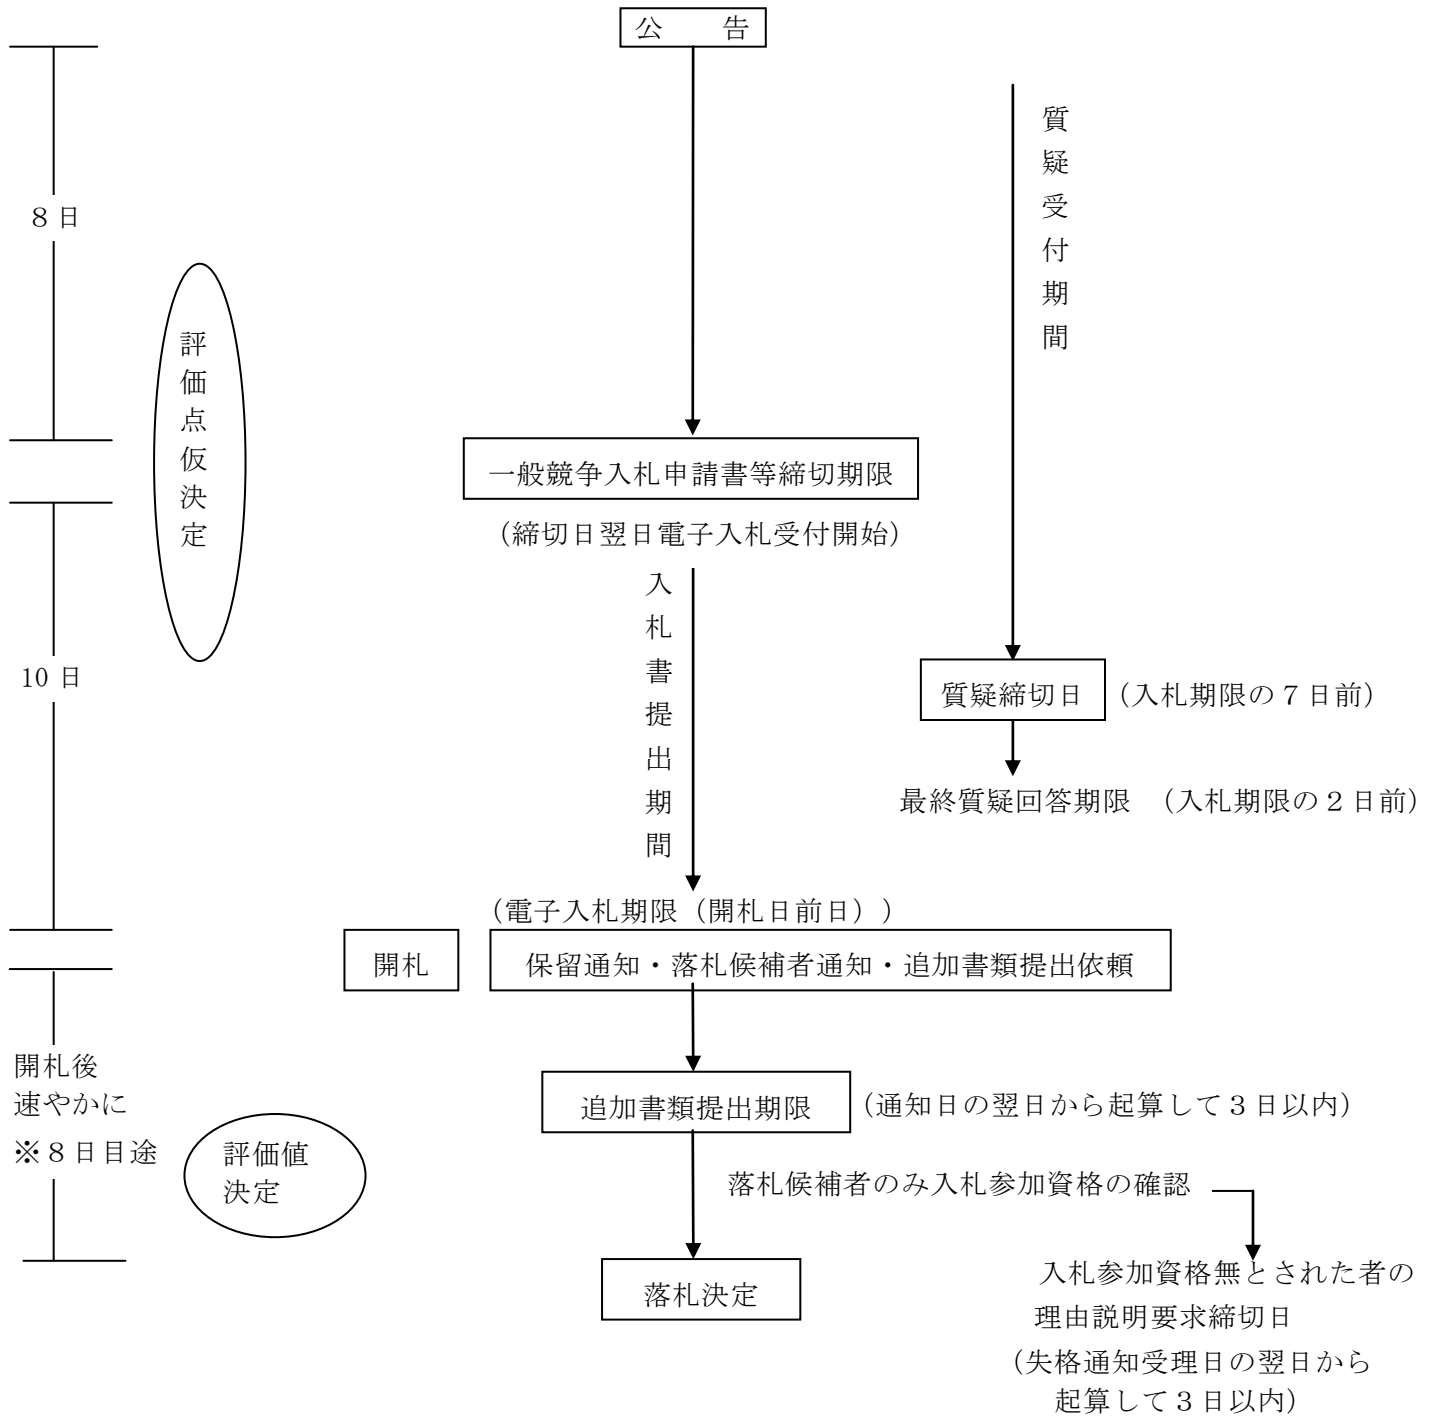 公　　告
質疑受付期間
８日
評価点仮決定
一般競争入札申請書等締切期限
（締切日翌日電子入札受付開始）
入札書提出期間
10 日
質疑締切日
（入札期限の７日前）
最終質疑回答期限　（入札期限の２日前）
（電子入札期限（開札日前日））
開札
保留通知・落札候補者通知・追加書類提出依頼
開札後
速やかに
※８日目途
追加書類提出期限
（通知日の翌日から起算して３日以内）
評価値
決定
落札候補者のみ入札参加資格の確認
落札決定
入札参加資格無とされた者の
理由説明要求締切日
（失格通知受理日の翌日から
起算して３日以内）